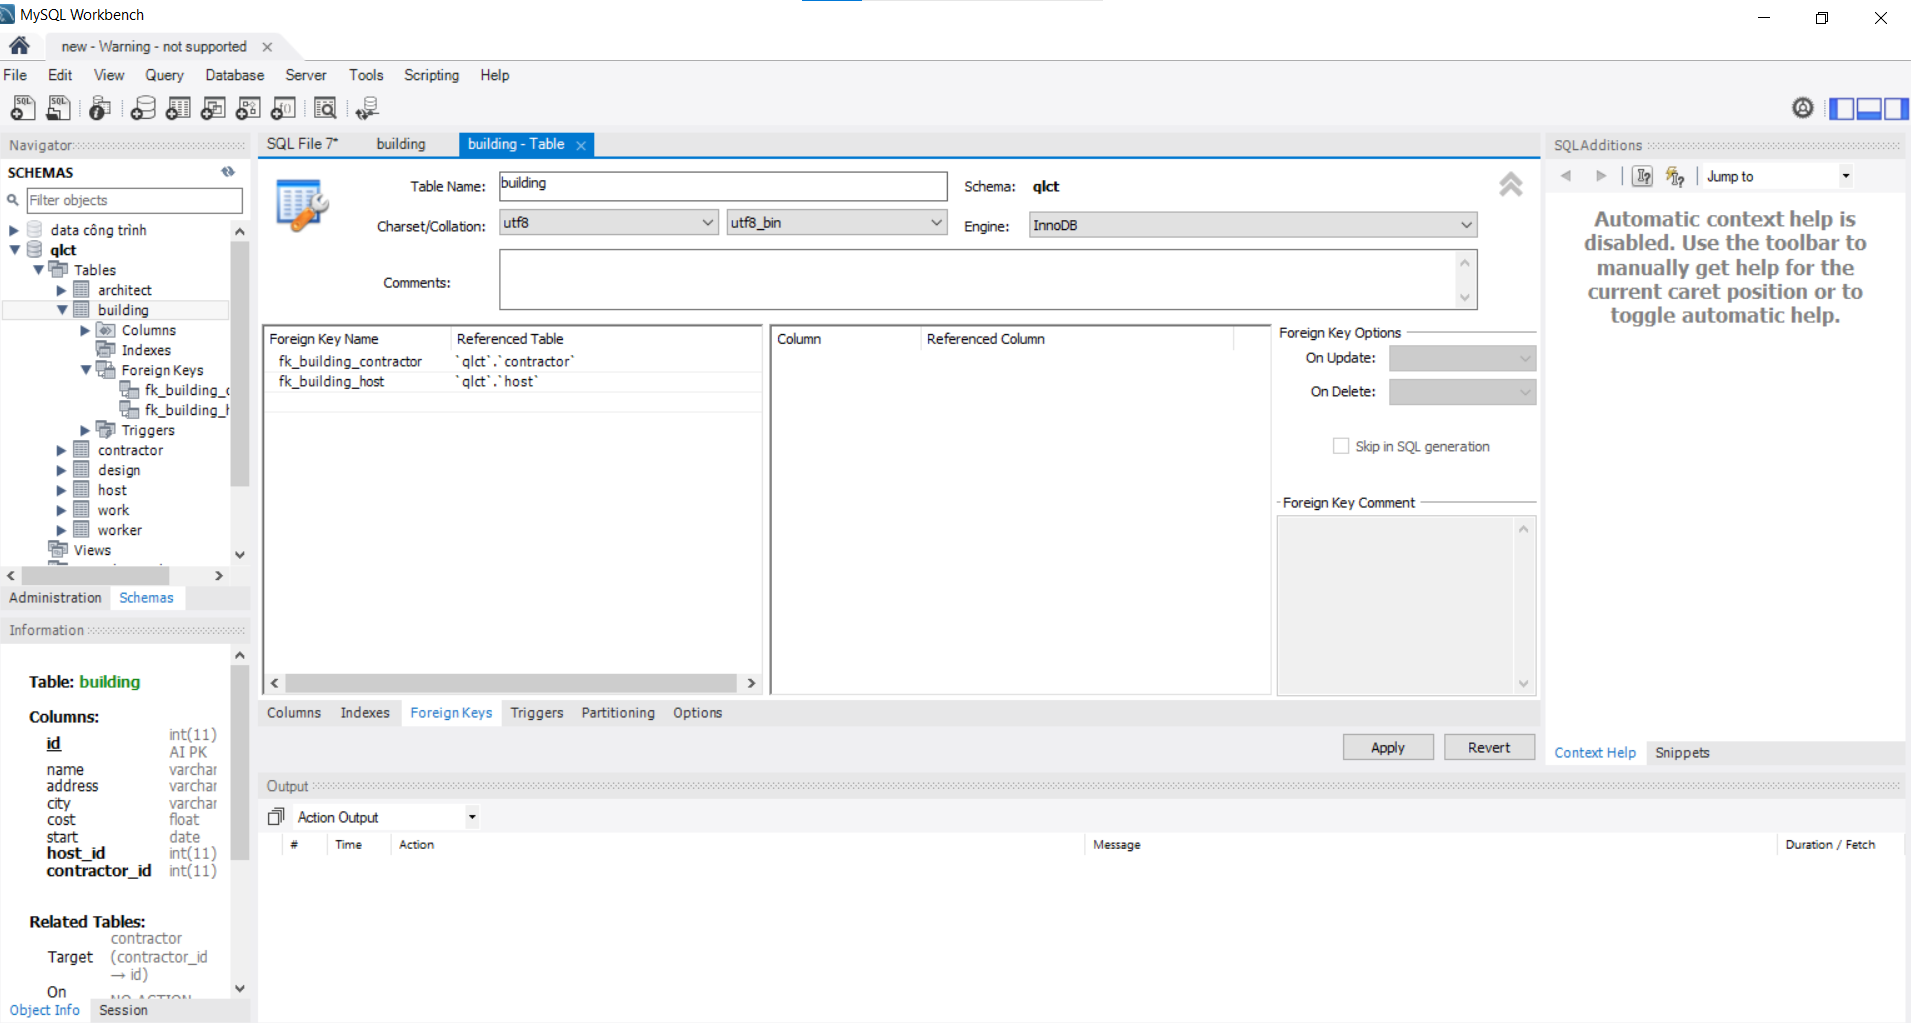 MySQL Workbench
new - Warning - not supported
File Edit View Query Database Server Tools Scripting Help
Navigator
SCHEMAS
Filter objects
data công trình
qlct
Tables
architect
building
Columns
Indexes
Foreign Keys
fk_building_
fk_building_
Triggers
contractor
design
host
work
worker
Views
Administration Schemas
Information
Table: building
Columns:
id int(11) AI PK
name varchar
address varchar
city varchar
cost float
start date
host_id int(11)
contractor_id int(11)
Related Tables:
Target contractor (contractor_id → id)
On NO ACTION
Object Info Session
SQL File 7* building building - Table
Table Name: building Schema: qlct
Charset/Collation: utf8 utf8_bin Engine: InnoDB
Comments:
Foreign Key Name Referenced Table
fk_building_contractor `qlct`.`contractor`
fk_building_host `qlct`.`host`
Column Referenced Column
Foreign Key Options
On Update:
On Delete:
Skip in SQL generation
Foreign Key Comment
Columns Indexes Foreign Keys Triggers Partitioning Options
Apply Revert
Output
Action Output
# Time Action Message Duration / Fetch
SQLAdditions
Jump to
Automatic context help is
disabled. Use the toolbar to
manually get help for the
current caret position or to
toggle automatic help.
Context Help Snippets